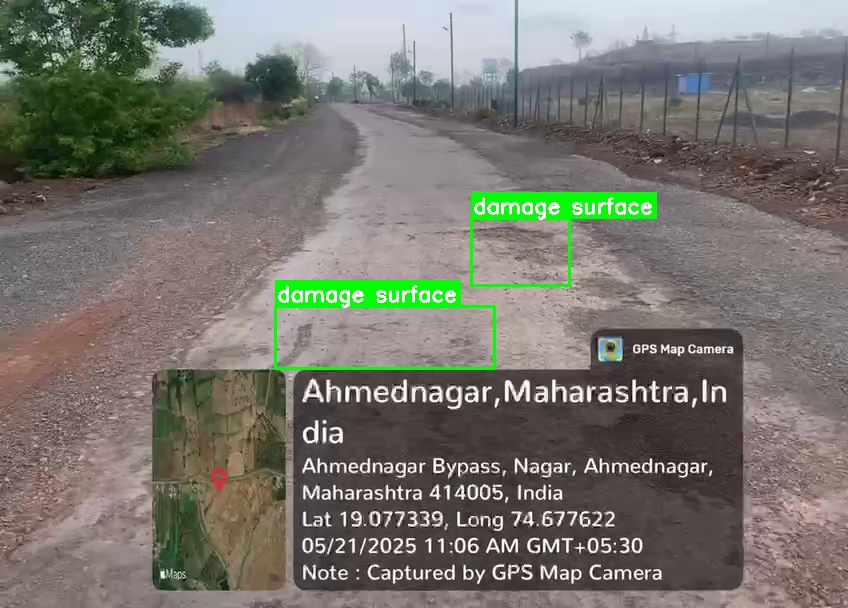 damage surface
damage surface
GPS Map Camera
Ahmednagar,Maharashtra,In
dia
Ahmednagar Bypass, Nagar, Ahmednagar,
Maharashtra 414005, India
Lat 19.077339, Long 74.677622
05/21/2025 11:06 AM GMT+05:30
Note : Captured by GPS Map Camera
Maps